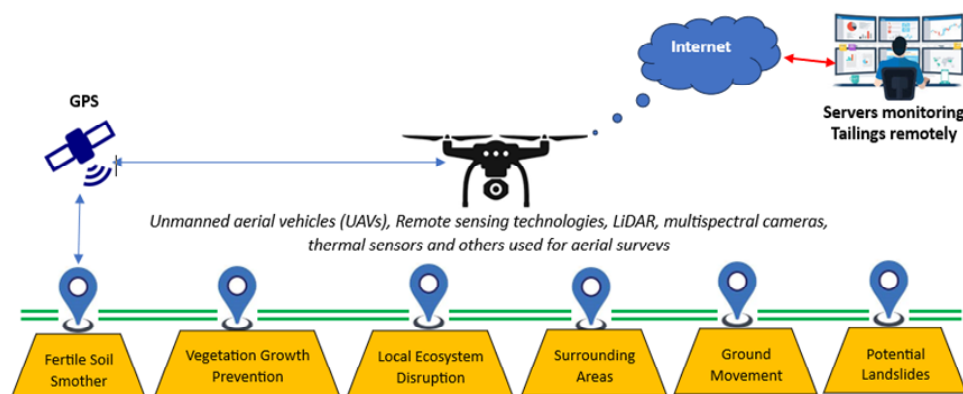 Internet
GPS
Servers monitoring
Tailings remotely
Unmanned aerial vehicles (UAVs), Remote sensing technologies, LiDAR, multispectral cameras,
thermal sensors and others used for aerial surveys
Fertile Soil
Smother
Vegetation Growth
Prevention
Local Ecosystem
Disruption
Surrounding
Areas
Ground
Movement
Potential
Landslides